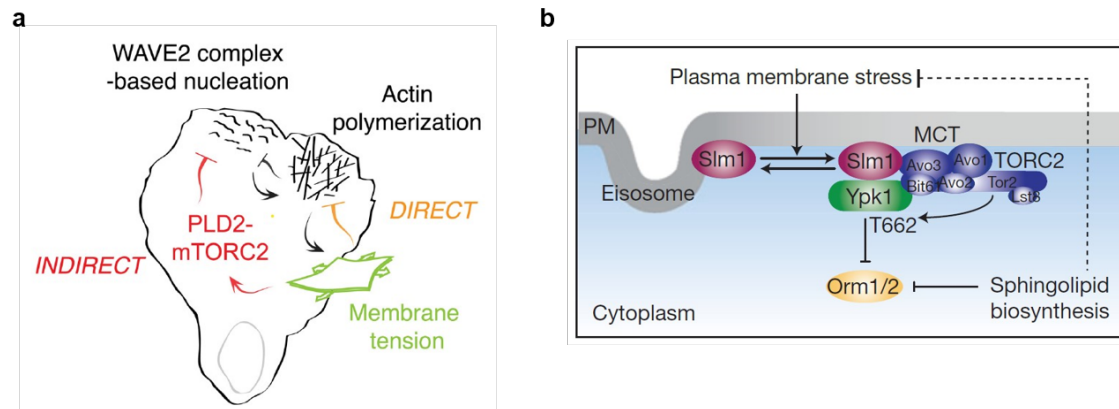 a
WAVE2 complex
-based nucleation
Actin
polymerization
PLD2-
mTORC2
DIRECT
INDIRECT
Membrane
tension
b
Plasma membrane stress
PM
MCT
Slm1
Slm1
Avo3
Avo1
TORC2
Eisosome
Ypk1
Bit61
Avo2
Tor2
Lst8
T662
Orm1/2
Sphingolipid
biosynthesis
Cytoplasm